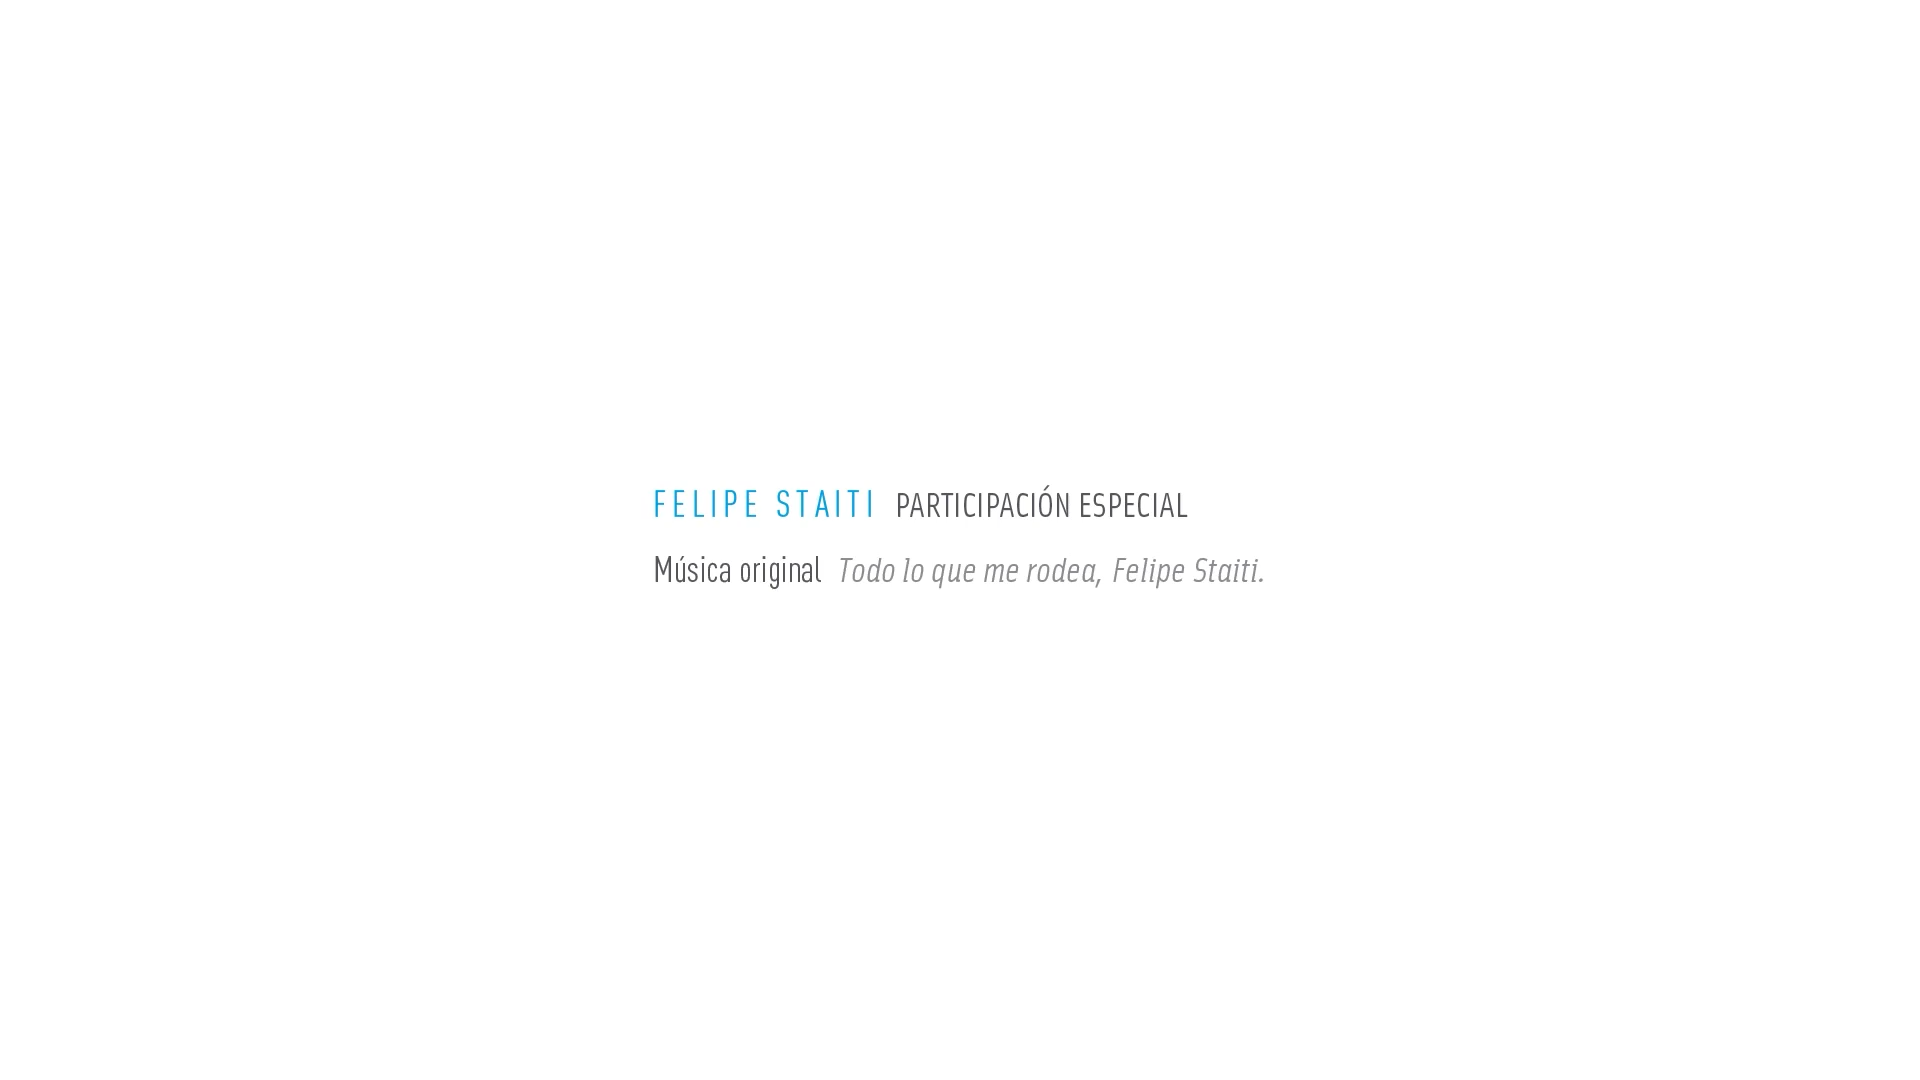 FELIPE STAITI PARTICIPACIÓN ESPECIAL
Música original Todo lo que me rodea, Felipe Staiti.